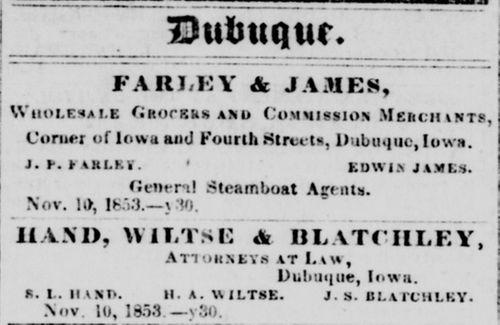 Dubuque.
FARLEY & JAMES,
WHOLESALE GROCERS AND COMMISSION MERCHANTS,
Corner of Iowa and Fourth Streets, Dubuque, Iowa.
J. P. FARLEY. EDWIN JAMES.
General Steamboat Agents.
Nov. 10, 1853.—y30.
HAND, WILTSE & BLATCHLEY,
ATTORNEYS AT LAW,
Dubuque, Iowa.
S. L. HAND. H. A. WILTSE. J. S. BLATCHLEY.
Nov. 10, 1853.—y30.